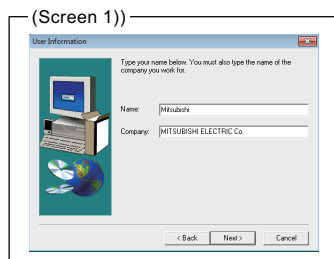 (Screen 1))
User Information
Type your name below. You must also type the name of the
company you work for.
Name: Mitsubishi
Company: MITSUBISHI ELECTRIC Co.
< Back Next > Cancel